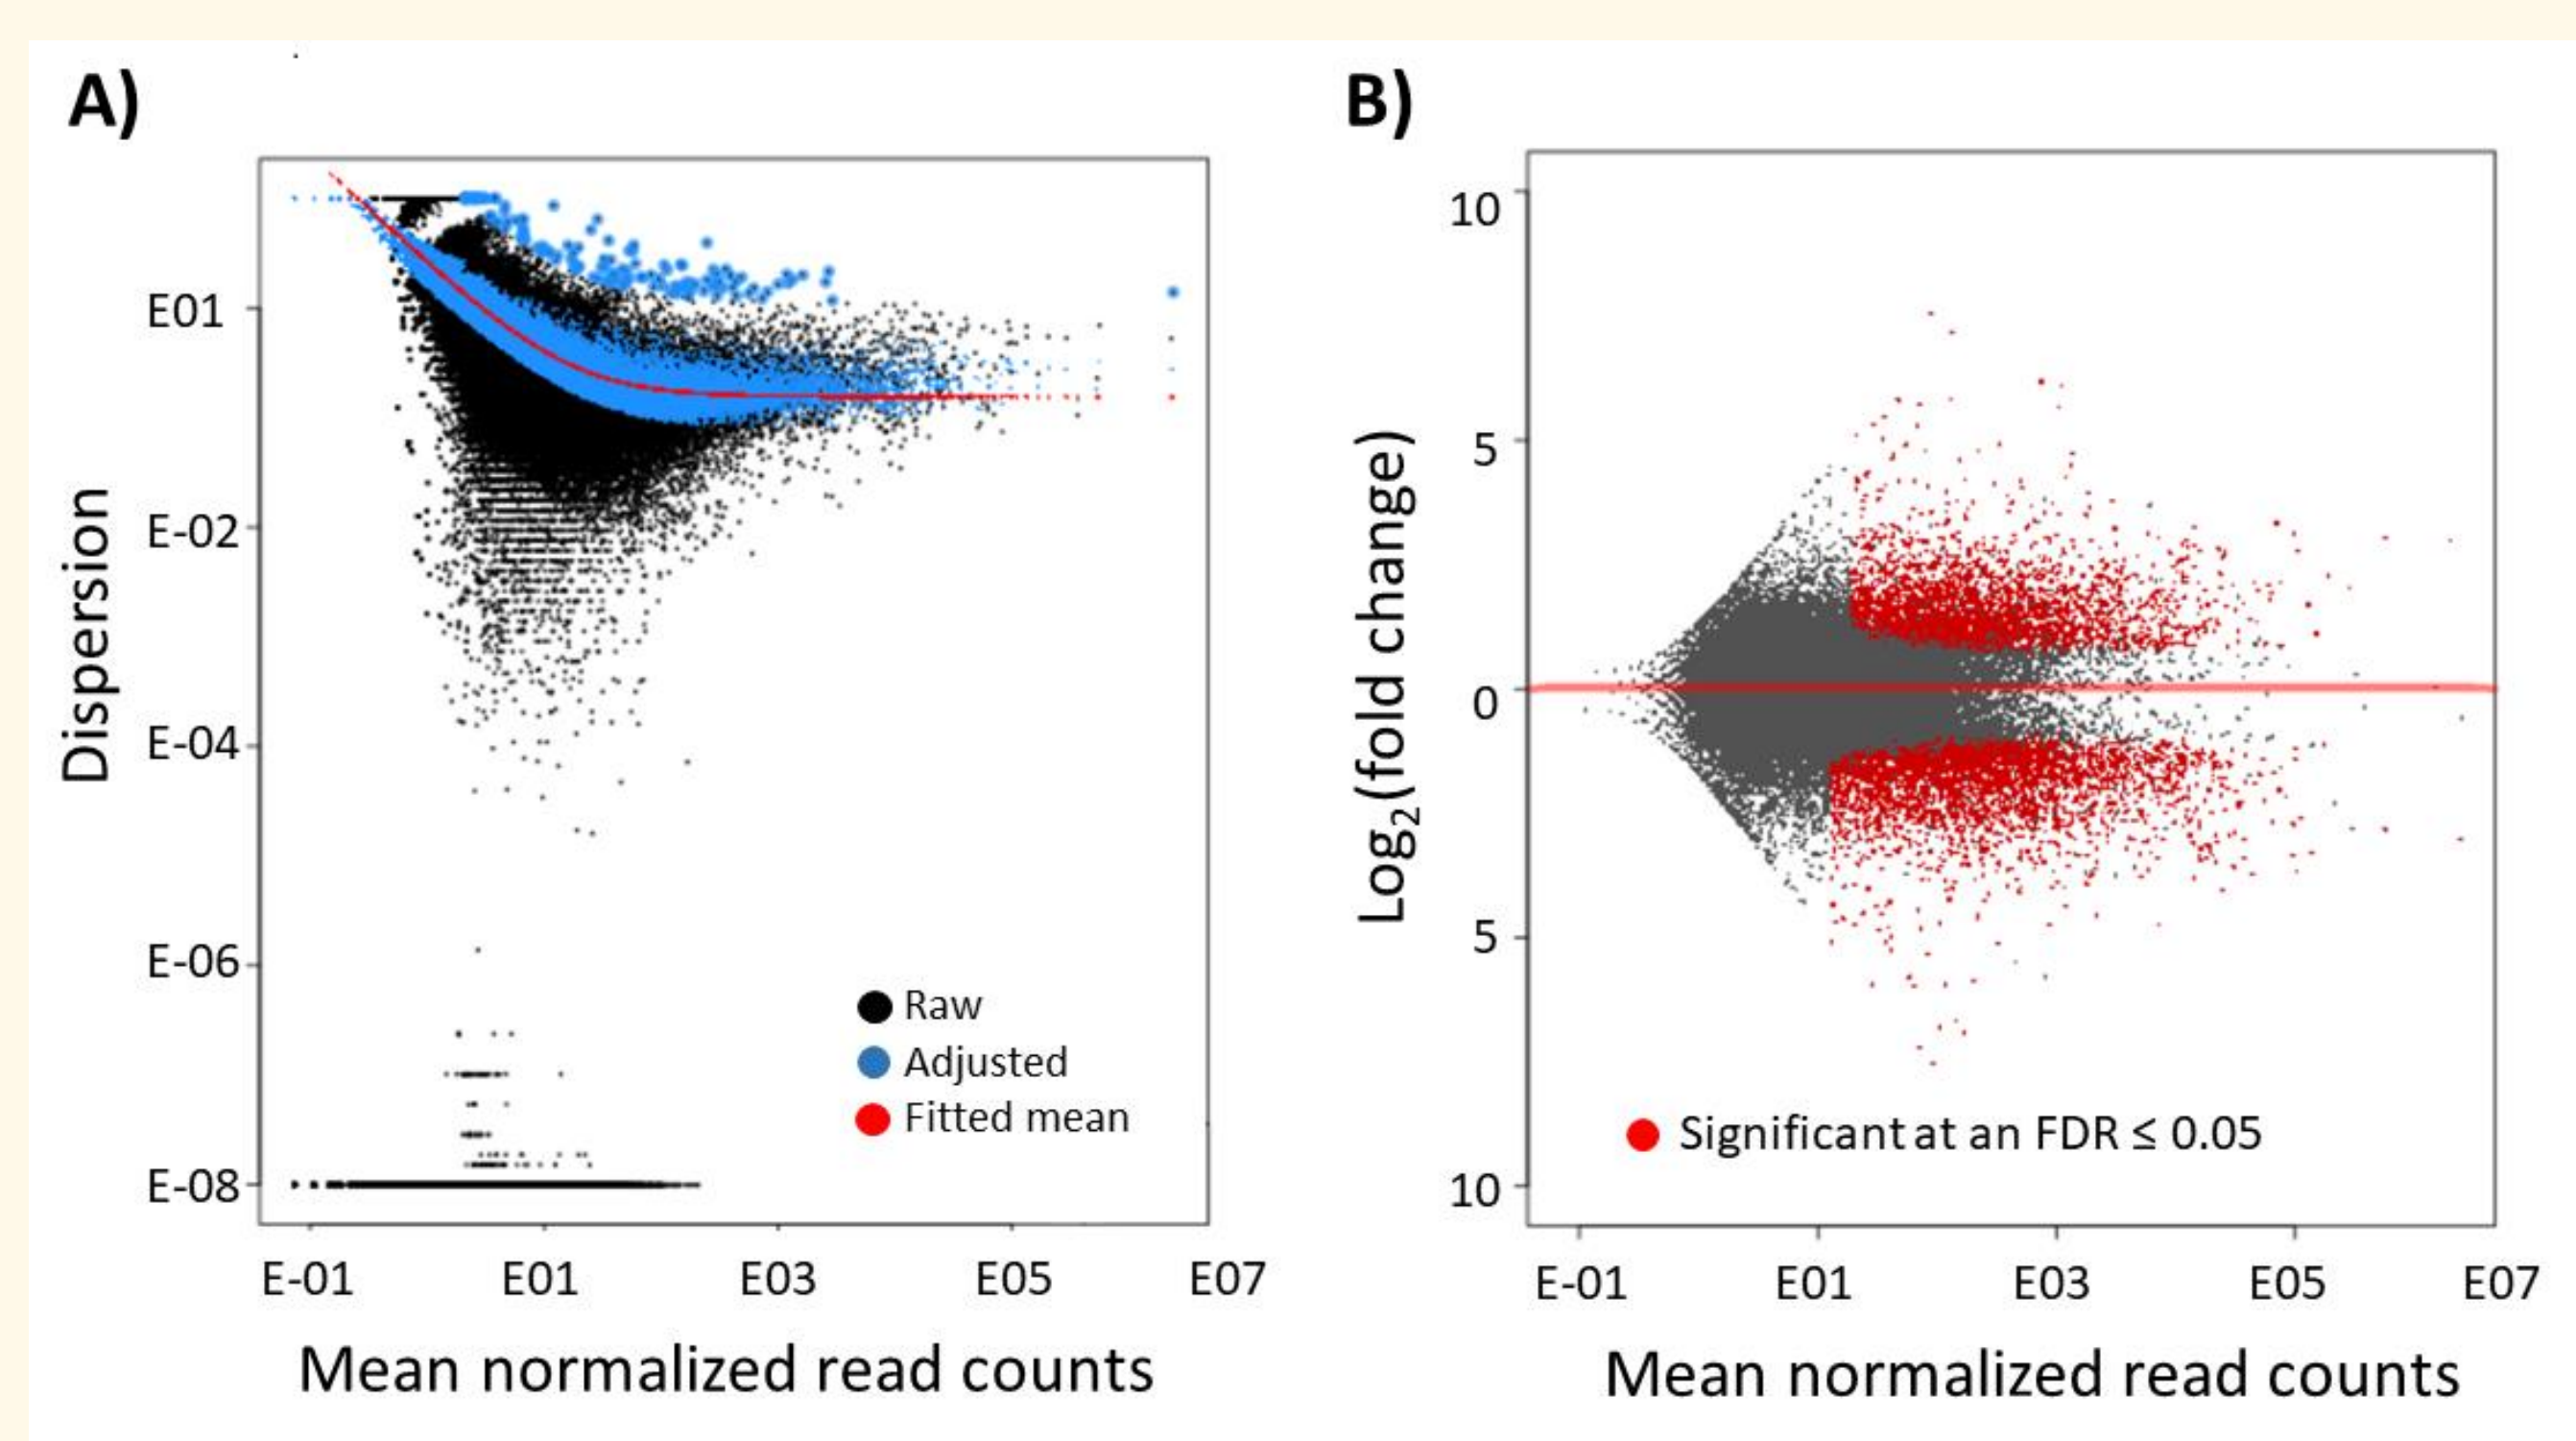 A)
Dispersion
E01
E-02
E-04
E-06
E-08
Raw
Adjusted
Fitted mean
E-01 E01 E03 E05 E07
Mean normalized read counts
B)
Log₂(fold change)
10
5
0
5
10
Significant at an FDR ≤ 0.05
E-01 E01 E03 E05 E07
Mean normalized read counts